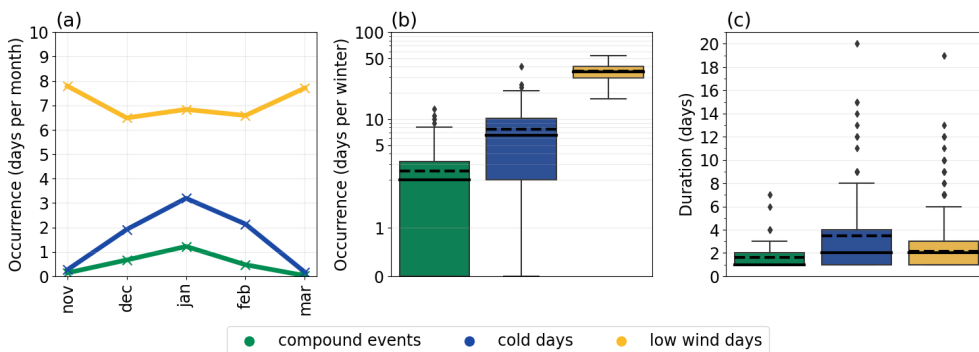 (a)
Occurrence (days per month)
10
9
8
7
6
5
4
3
2
1
0
nov
dec
jan
feb
mar
(b)
Occurrence (days per winter)
100
50
10
5
1
0
(c)
Duration (days)
20
18
16
14
12
10
8
6
4
2
0
compound events cold days low wind days